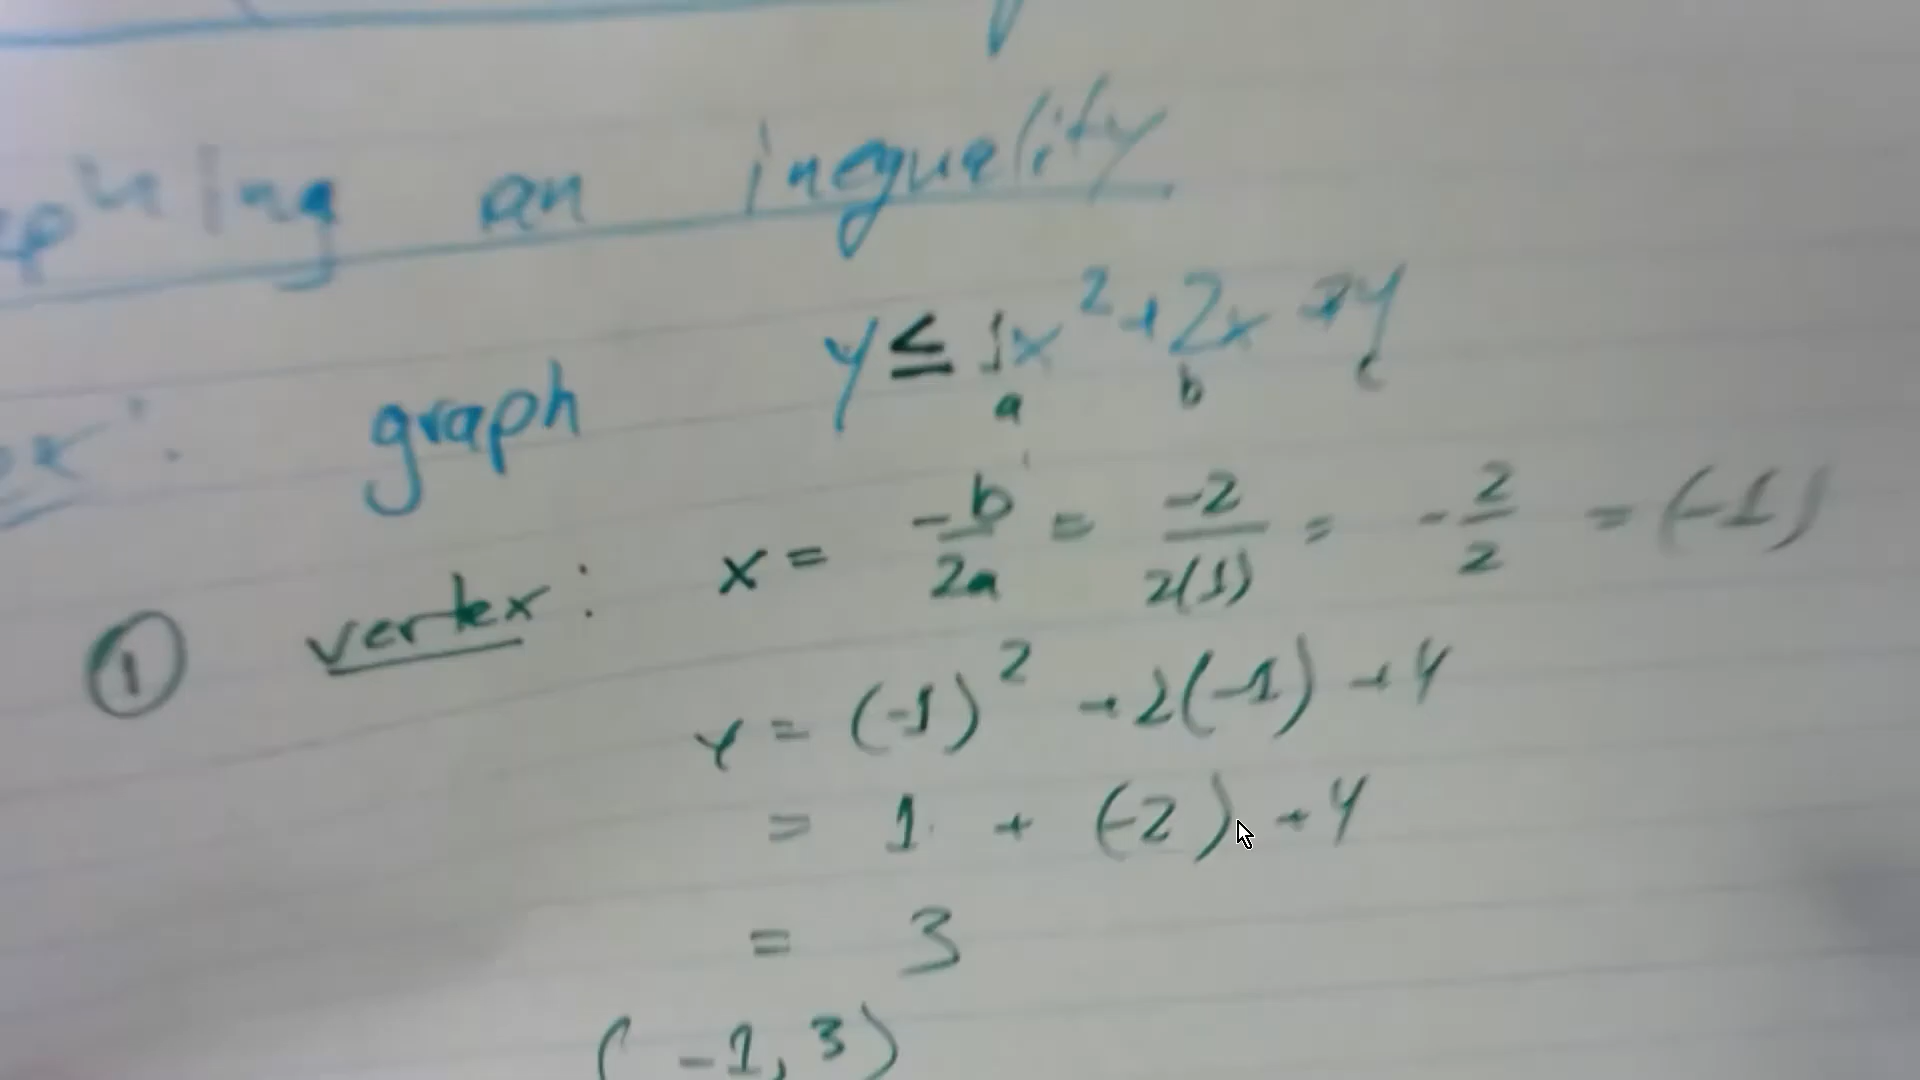 an inequality
ex: graph y ≤ 1x² + 2x + 4
a b c
① vertex: x = -b/2a = -2/2(1) = -2/2 = (-1)
y = (-1)² + 2(-1) + 4
= 1 + (-2) + 4
= 3
(-1, 3)